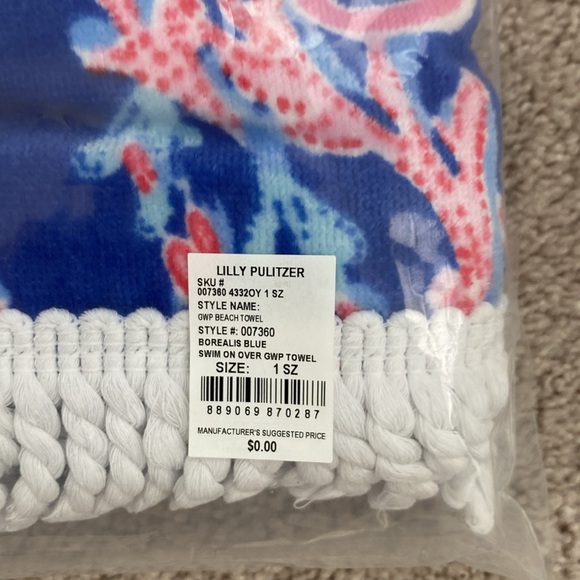 LILLY PULITZER
SKU #
007360 4332OY 1 SZ
STYLE NAME:
GWP BEACH TOWEL
STYLE #: 007360
BOREALIS BLUE
SWIM ON OVER GWP TOWEL
SIZE: 1 SZ
889069 870287
MANUFACTURER'S SUGGESTED PRICE
$0.00